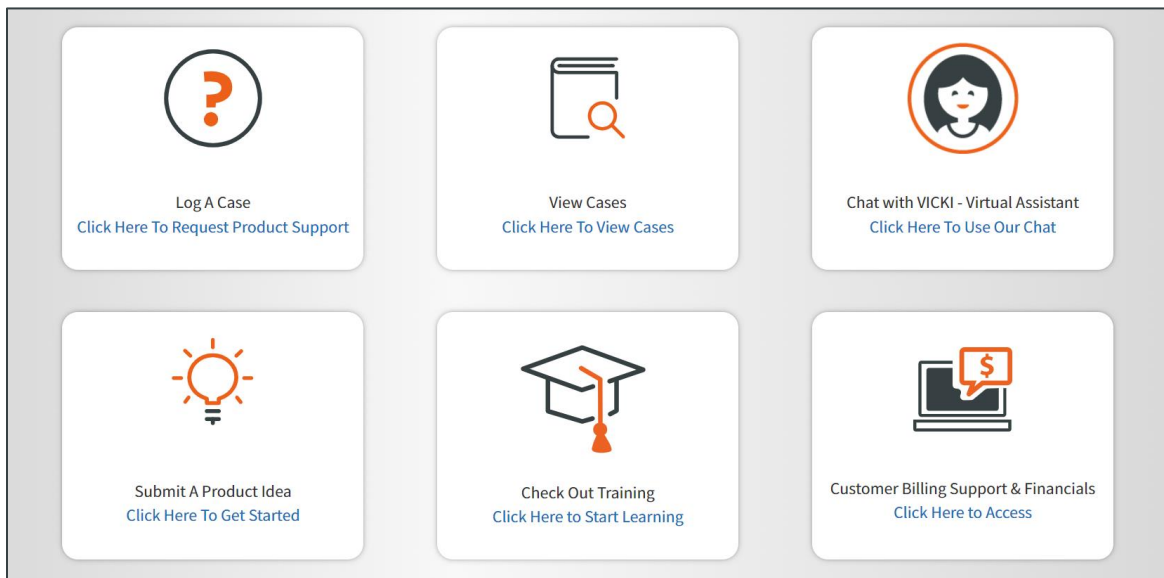 Log A Case
Click Here To Request Product Support
View Cases
Click Here To View Cases
Chat with VICKI - Virtual Assistant
Click Here To Use Our Chat
Submit A Product Idea
Click Here To Get Started
Check Out Training
Click Here to Start Learning
$
Customer Billing Support & Financials
Click Here to Access